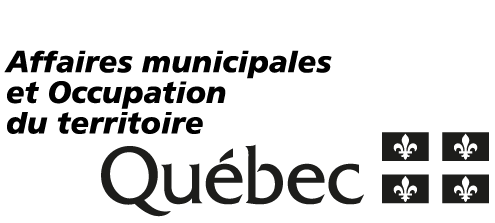 Affaires municipales
et Occupation
du territoire
Québec